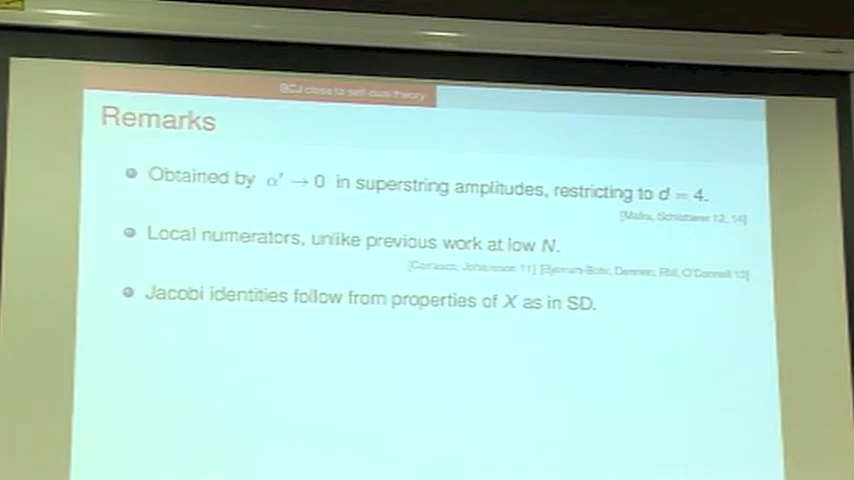 BCJ close to self-dual theory
Remarks
Obtained by α′ → 0 in superstring amplitudes, restricting to d = 4.
[Mafra, Schlotterer 12, 14]
Local numerators, unlike previous work at low N.
[Carrasco, Johansson 11] [Bjerrum-Bohr, Dennen, RM, O'Connell 13]
Jacobi identities follow from properties of X as in SD.